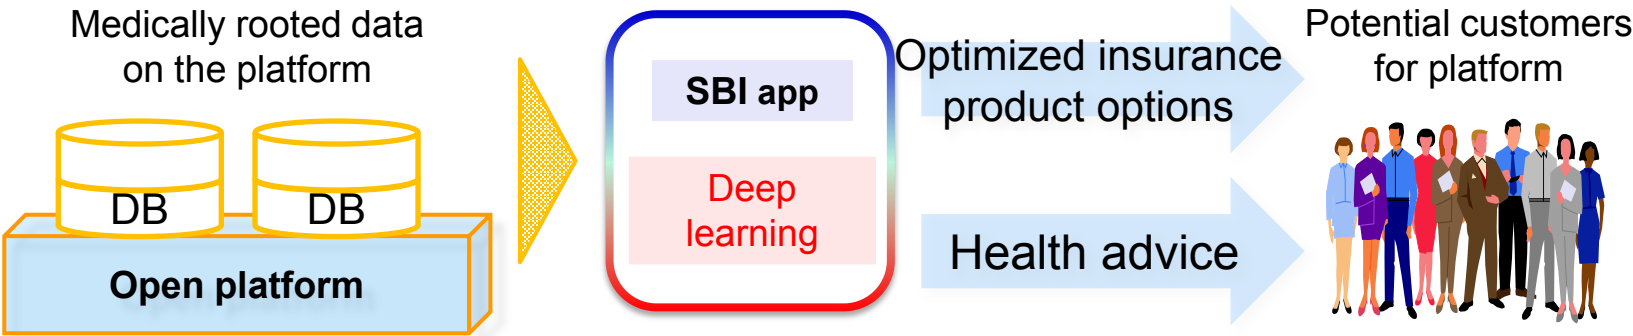 Medically rooted data
on the platform
DB
DB
Open platform
SBI app
Deep
learning
Optimized insurance
product options
Health advice
Potential customers
for platform